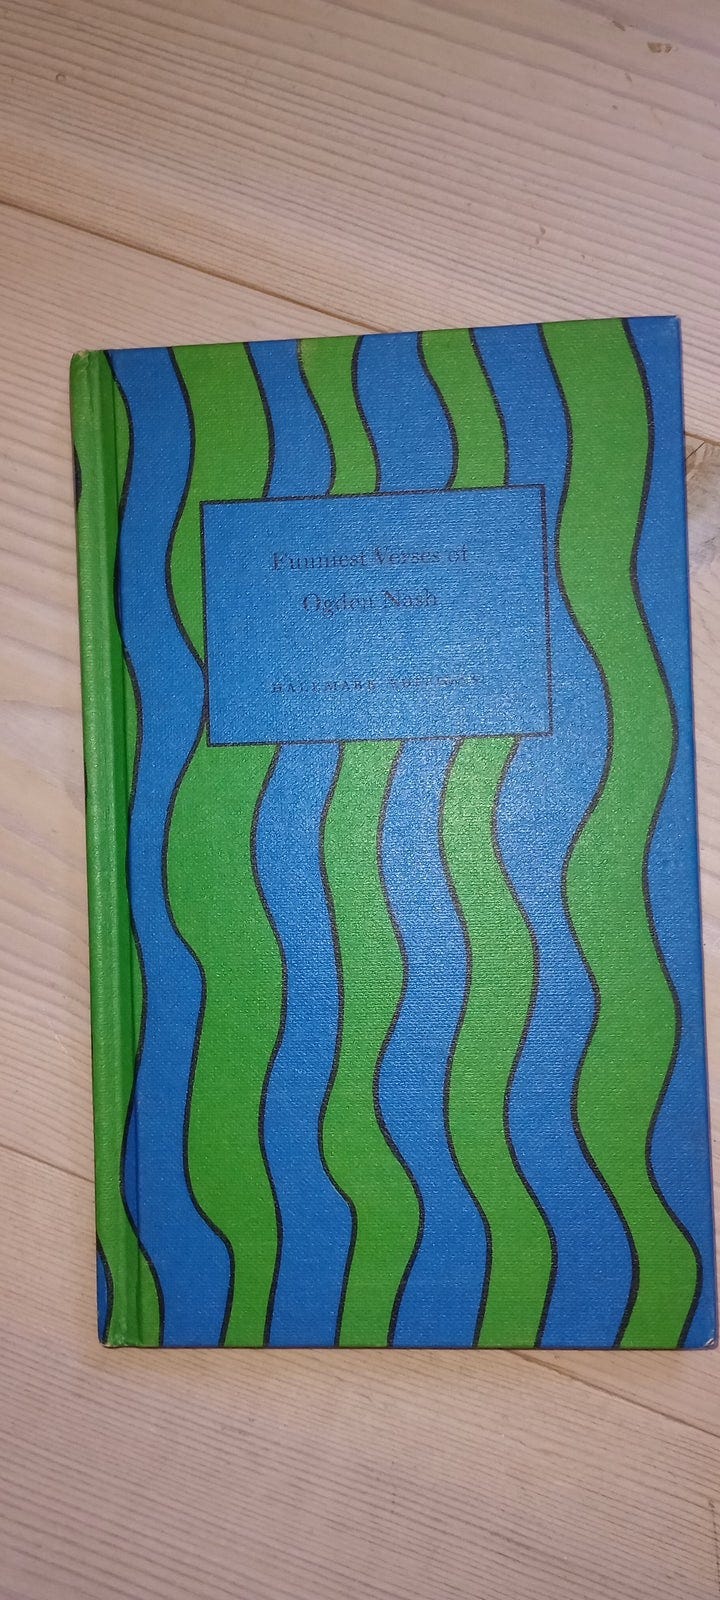 Funniest Verses of
Ogden Nash
HALLMARK EDITIONS